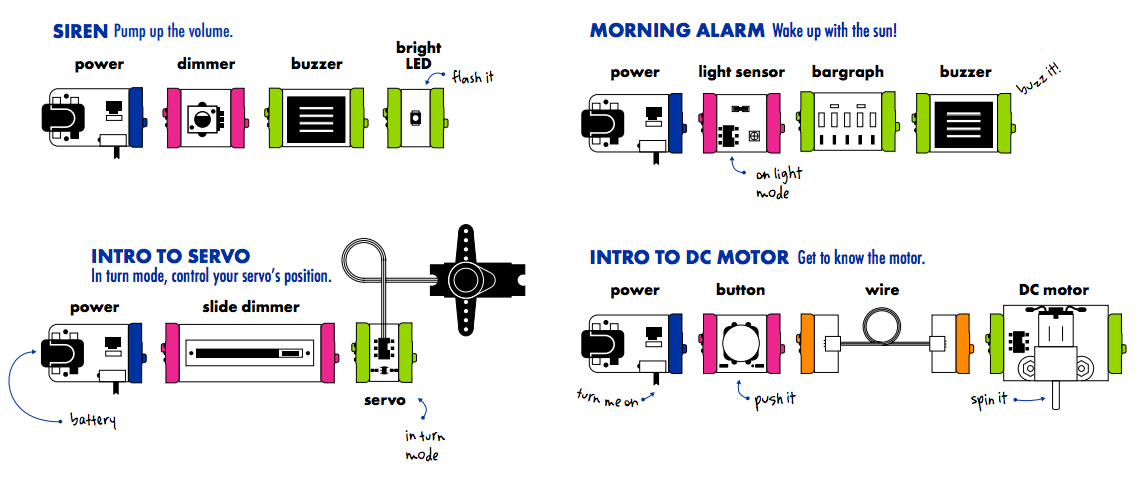 SIREN Pump up the volume.
power
dimmer
buzzer
bright
LED
flash it
MORNING ALARM Wake up with the sun!
power
light sensor
bargraph
buzzer
buzz it!
on light
mode
INTRO TO SERVO
In turn mode, control your servo's position.
power
slide dimmer
servo
battery
in turn
mode
INTRO TO DC MOTOR Get to know the motor.
power
button
wire
DC motor
turn me on
push it
spin it